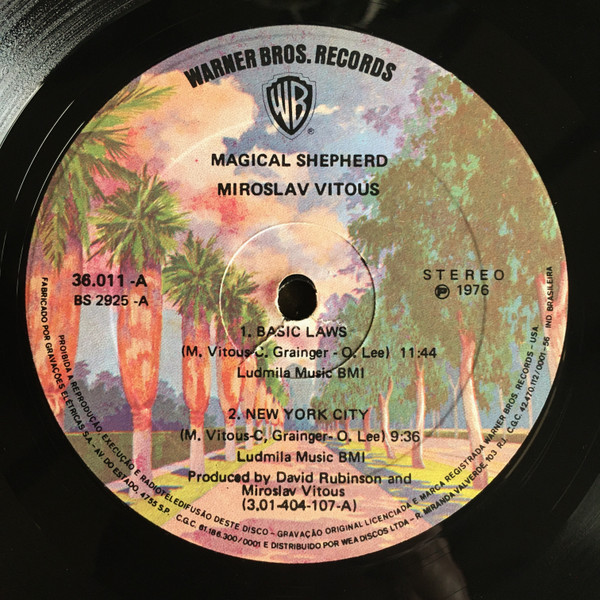 WARNER BROS. RECORDS
WB
®
MAGICAL SHEPHERD
MIROSLAV VITOUS
36.011 -A
BS 2925 -A
STEREO
Ⓟ 1976
1. BASIC LAWS
(M. Vitous-C. Grainger - O. Lee) 11:44
Ludmila Music BMI
2. NEW YORK CITY
(M. Vitous-C, Grainger- O. Lee) 9:36
Ludmila Music BMI
Produced by David Rubinson and
Miroslav Vitous
(3,01-404-107-A)
PROIBIDA A REPRODUÇÃO, EXECUÇÃO E RADIOTELEDIFUSÃO DESTE DISCO - GRAVAÇÃO ORIGINAL LICENCIADA E MARCA REGISTRADA WARNER BROS. RECORDS - USA
FABRICADO POR GRAVAÇÕES ELÉTRICAS S.A. - AV. DO ESTADO, 4755 S.P. C.G.C. 61.186.300/0001 E DISTRIBUIDO POR WEA DISCOS LTDA - R. MIRANGA VALVERDE, 103 R.J. C.G.C. 42.470.112/0001-56 IND. BRASILEIRA